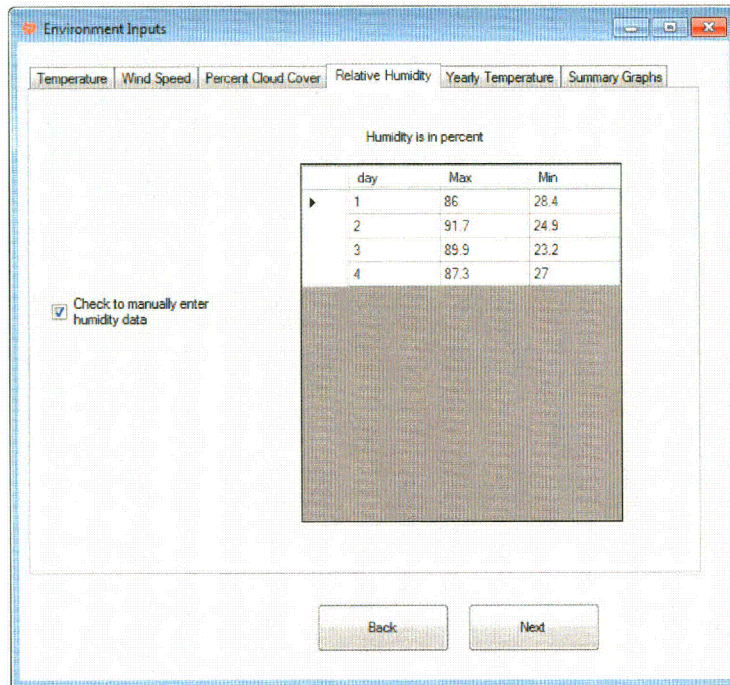 Environment Inputs
Temperature Wind Speed Percent Cloud Cover Relative Humidity Yearly Temperature Summary Graphs
Humidity is in percent
day Max Min
1 86 28.4
2 91.7 24.9
3 89.9 23.2
4 87.3 27
Check to manually enter
humidity data
Back Next